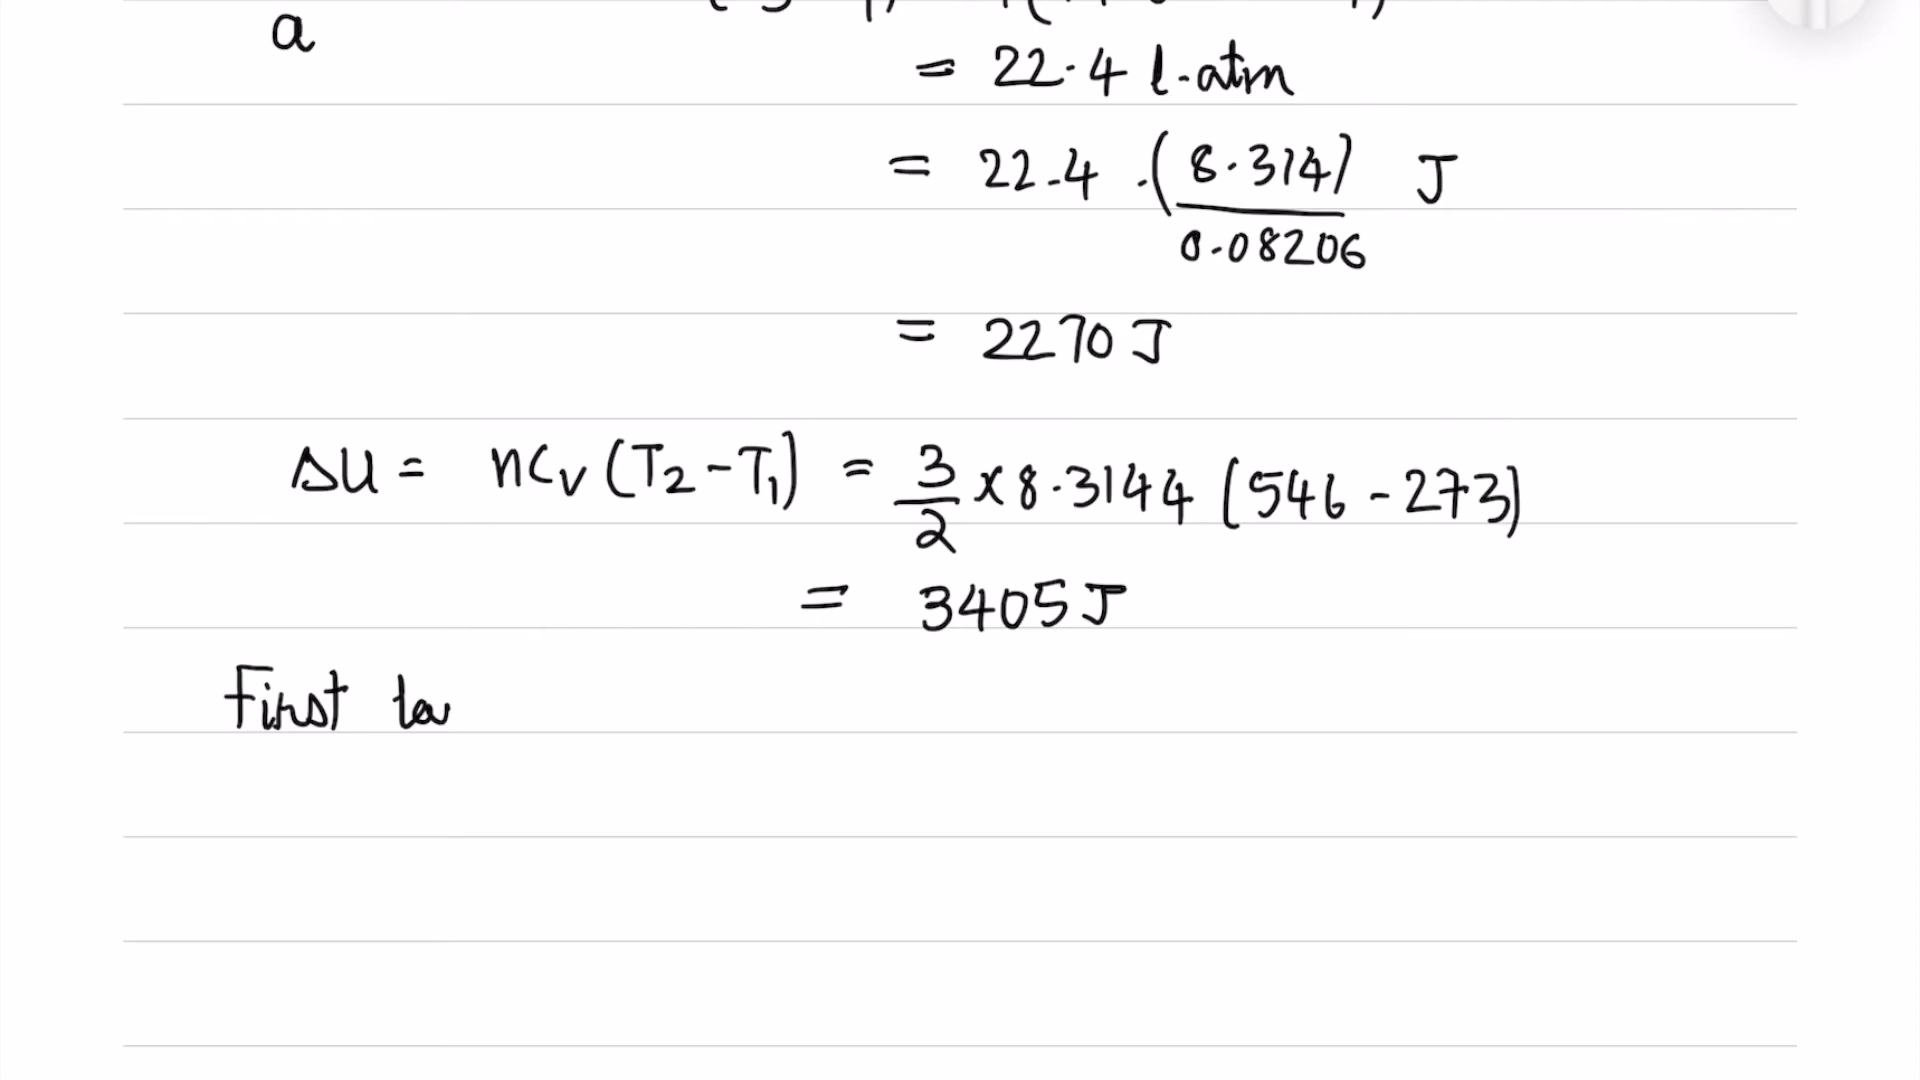 a
= 22.4 l-atm
= 22.4 . (8.314) / 0.08206 J
= 2270 J
ΔU = nCv (T2 - T1) = 3/2 x 8.3144 (546 - 273)
= 3405 J
First